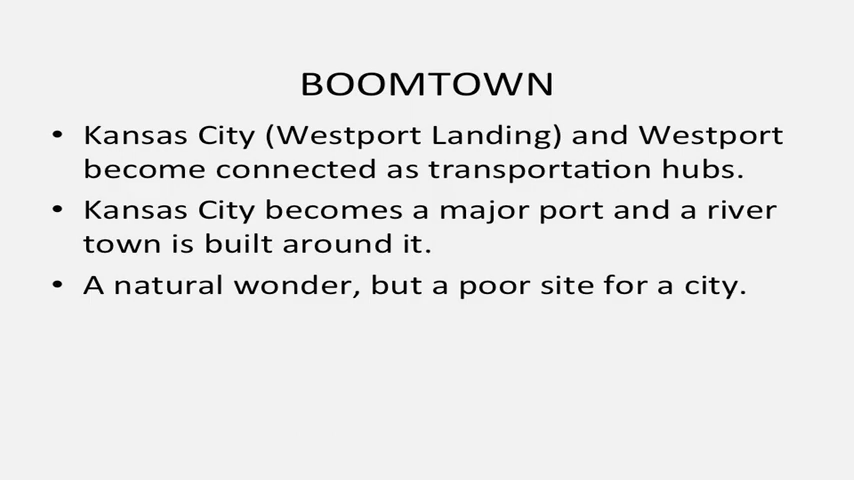 BOOMTOWN
• Kansas City (Westport Landing) and Westport
become connected as transportation hubs.
• Kansas City becomes a major port and a river
town is built around it.
• A natural wonder, but a poor site for a city.